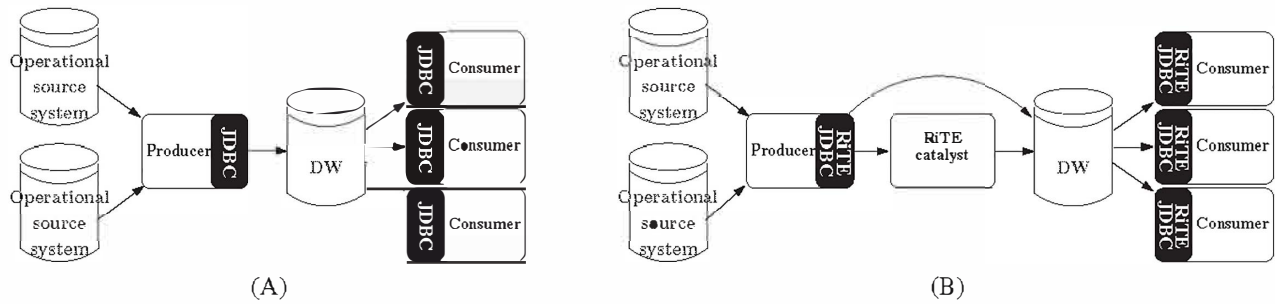 Operational
source
system
Operational
source
system
Producer
JDBC
DW
JDBC
Consumer
JDBC
Consumer
JDBC
Consumer
(A)
Operational
source
system
Operational
source
system
Producer
RiTE
JDBC
RiTE
catalyst
DW
RiTE
JDBC
Consumer
RiTE
JDBC
Consumer
RiTE
JDBC
Consumer
(B)